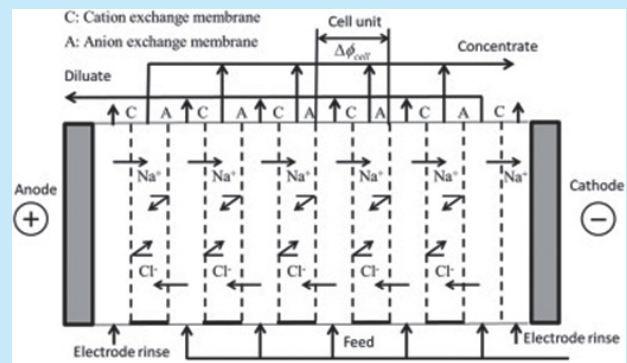 C: Cation exchange membrane
A: Anion exchange membrane
Cell unit
Δϕcell
Concentrate
Diluate
C A C A C A C A C A C
Na⁺ Na⁺ Na⁺ Na⁺ Na⁺ Na⁺
Anode
Cathode
+
−
Cl⁻ Cl⁻ Cl⁻ Cl⁻ Cl⁻
Electrode rinse
Feed
Electrode rinse